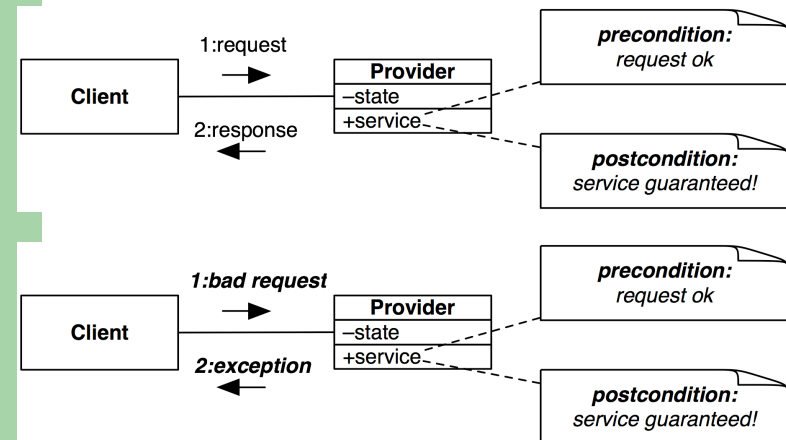 1:request
Client
Provider
–state
+service
2:response
precondition:
request ok
postcondition:
service guaranteed!
1:bad request
Client
Provider
–state
+service
2:exception
precondition:
request ok
postcondition:
service guaranteed!